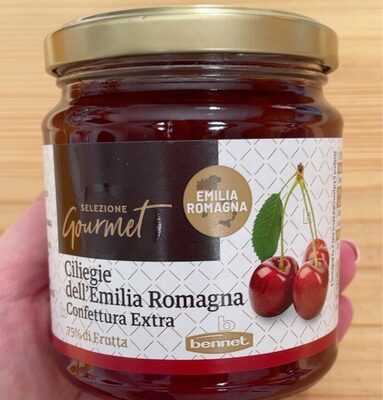 SELEZIONE
Gourmet
EMILIA
ROMAGNA
Ciliegie
dell'Emilia Romagna
Confettura Extra
75% di Frutta
b
bennet